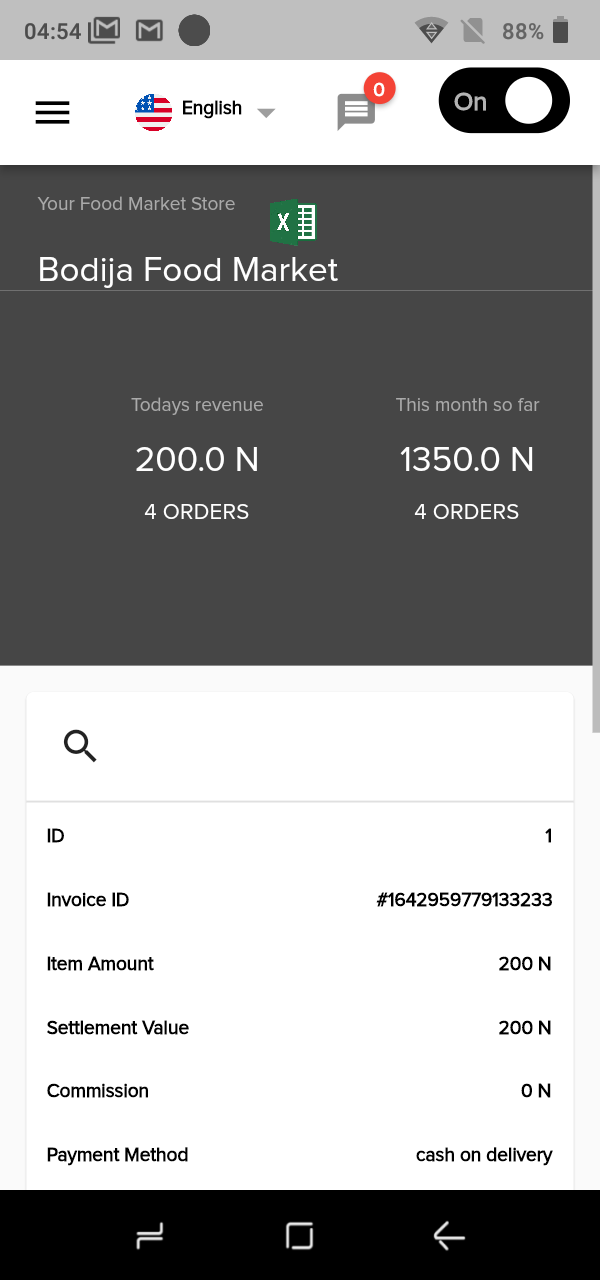 04:54 88%
English 0 On
Your Food Market Store
X
Bodija Food Market
Todays revenue This month so far
200.0 N 1350.0 N
4 ORDERS 4 ORDERS
ID 1
Invoice ID #1642959779133233
Item Amount 200 N
Settlement Value 200 N
Commission 0 N
Payment Method cash on delivery